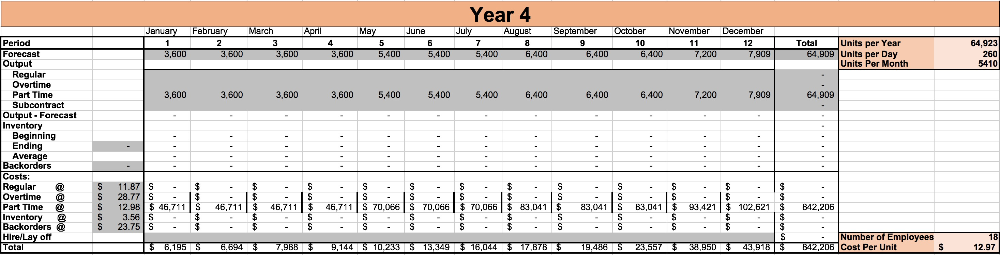 Year 4
January February March April May June July August September October November December
Period 1 2 3 4 5 6 7 8 9 10 11 12 Total Units per Year 64,923
Forecast 3,600 3,600 3,600 3,600 5,400 5,400 5,400 6,400 6,400 6,400 7,200 7,909 64,909 Units per Day 260
Output Units Per Month 5410
Regular -
Overtime -
Part Time 3,600 3,600 3,600 3,600 5,400 5,400 5,400 6,400 6,400 6,400 7,200 7,909 64,909
Subcontract -
Output - Forecast - - - - - - - - - - - - -
Inventory -
Beginning - - - - - - - - - - - - -
Ending - - - - - - - - - - - - - -
Average - - - - - - - - - - - - -
Backorders - - - - - - - - - - - - - -
Costs:
Regular @ $ 11.87 $ - $ - $ - $ - $ - $ - $ - $ - $ - $ - $ - $ - $ -
Overtime @ $ 28.77 $ - $ - $ - $ - $ - $ - $ - $ - $ - $ - $ - $ - $ -
Part Time @ $ 12.98 $ 46,711 $ 46,711 $ 46,711 $ 46,711 $ 70,066 $ 70,066 $ 70,066 $ 83,041 $ 83,041 $ 83,041 $ 93,421 $ 102,621 $ 842,206
Inventory @ $ 3.56 $ - $ - $ - $ - $ - $ - $ - $ - $ - $ - $ - $ - $ -
Backorders @ $ 23.75 $ - $ - $ - $ - $ - $ - $ - $ - $ - $ - $ - $ - $ -
Hire/Lay off $ - Number of Employees 18
Total $ 6,195 $ 6,694 $ 7,988 $ 9,144 $ 10,233 $ 13,349 $ 16,044 $ 17,878 $ 19,486 $ 23,557 $ 38,950 $ 43,918 $ 842,206 Cost Per Unit $ 12.97